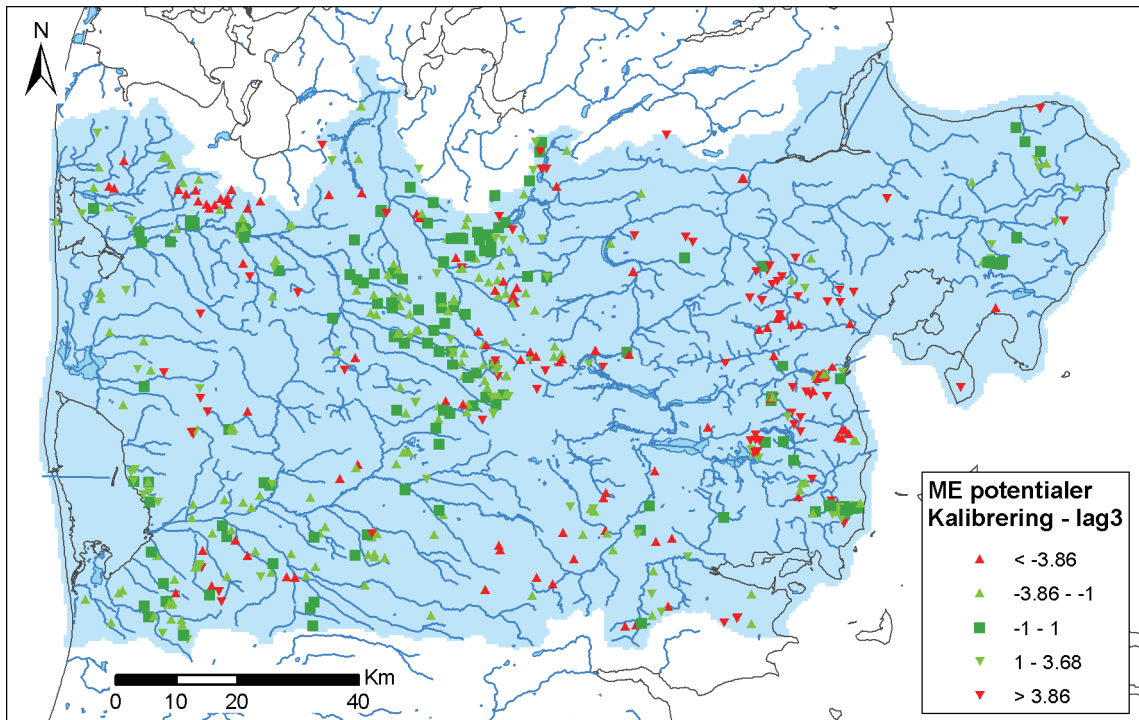 N
ME potentialer
Kalibrering - lag3
< -3.86
-3.86 - -1
-1 - 1
1 - 3.68
> 3.86
Km
0 10 20 40